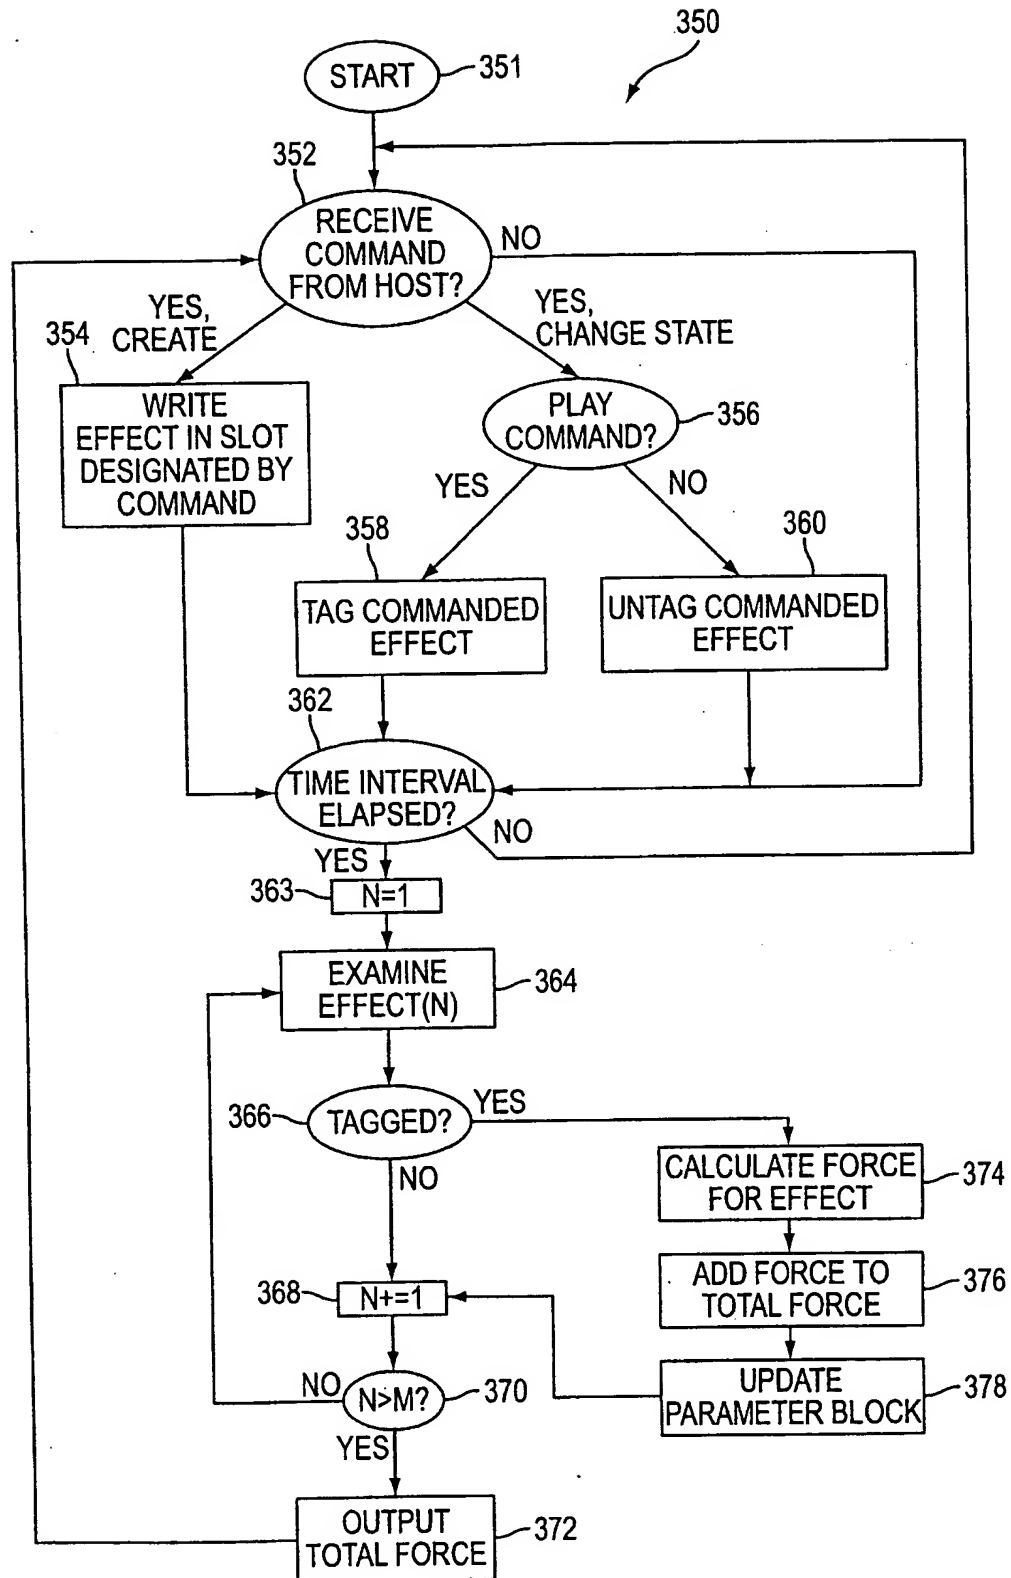 350
START
351
352
RECEIVE
COMMAND
FROM HOST?
NO
YES,
CREATE
YES,
CHANGE STATE
354
WRITE
EFFECT IN SLOT
DESIGNATED BY
COMMAND
PLAY
COMMAND?
356
YES
NO
358
360
TAG COMMANDED
EFFECT
UNTAG COMMANDED
EFFECT
362
TIME INTERVAL
ELAPSED?
NO
YES
363
N=1
EXAMINE
EFFECT(N)
364
366
TAGGED?
YES
NO
CALCULATE FORCE
FOR EFFECT
374
ADD FORCE TO
TOTAL FORCE
376
368
N+=1
UPDATE
PARAMETER BLOCK
378
NO
N>M?
370
YES
OUTPUT
TOTAL FORCE
372